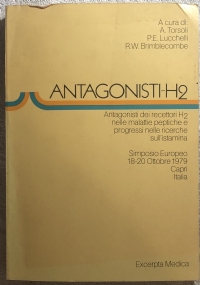 A cura di
A. Torsoli
P.E. Lucchelli
R.W. Brimblecombe
ANTAGONISTI-H2
Antagonisti dei recettori H2
nelle malattie peptiche e
progressi nelle ricerche
sull'istamina
Simposio Europeo
18-20 Ottobre 1979
Capri
Italia
Excerpta Medica